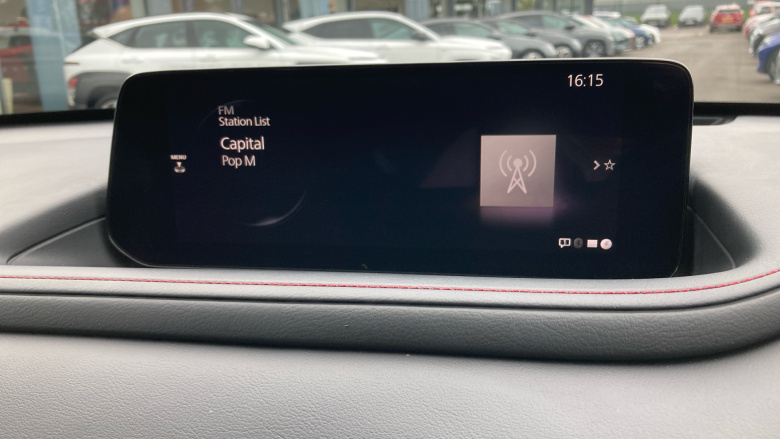 16:15
FM
Station List
Capital
Pop M
MENU